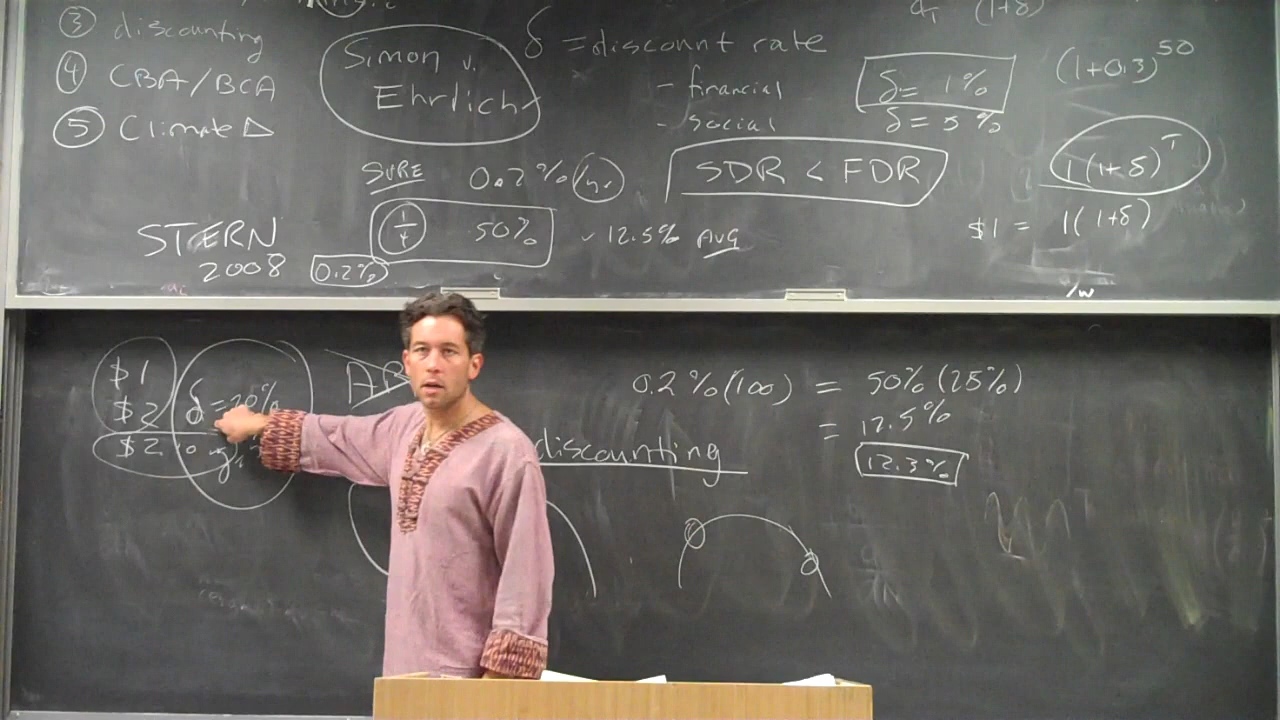 ③ discounting
④ CBA/BCA
⑤ Climate Δ
Simon v.
Ehrlich
δ = discount rate
- financial
- social
δ = 1%
δ = 5%
(1+0.3)^50
SURE 0.2%/yr.
1/4 50% 12.5% AVG
SDR < FDR
1(1+δ)^T
$1 = 1(1+δ)
STERN
2008 0.2%
$1
$2
$2
δ = 20%
discounting
0.2%(100) = 50%(25%)
= 12.5%
12.3%